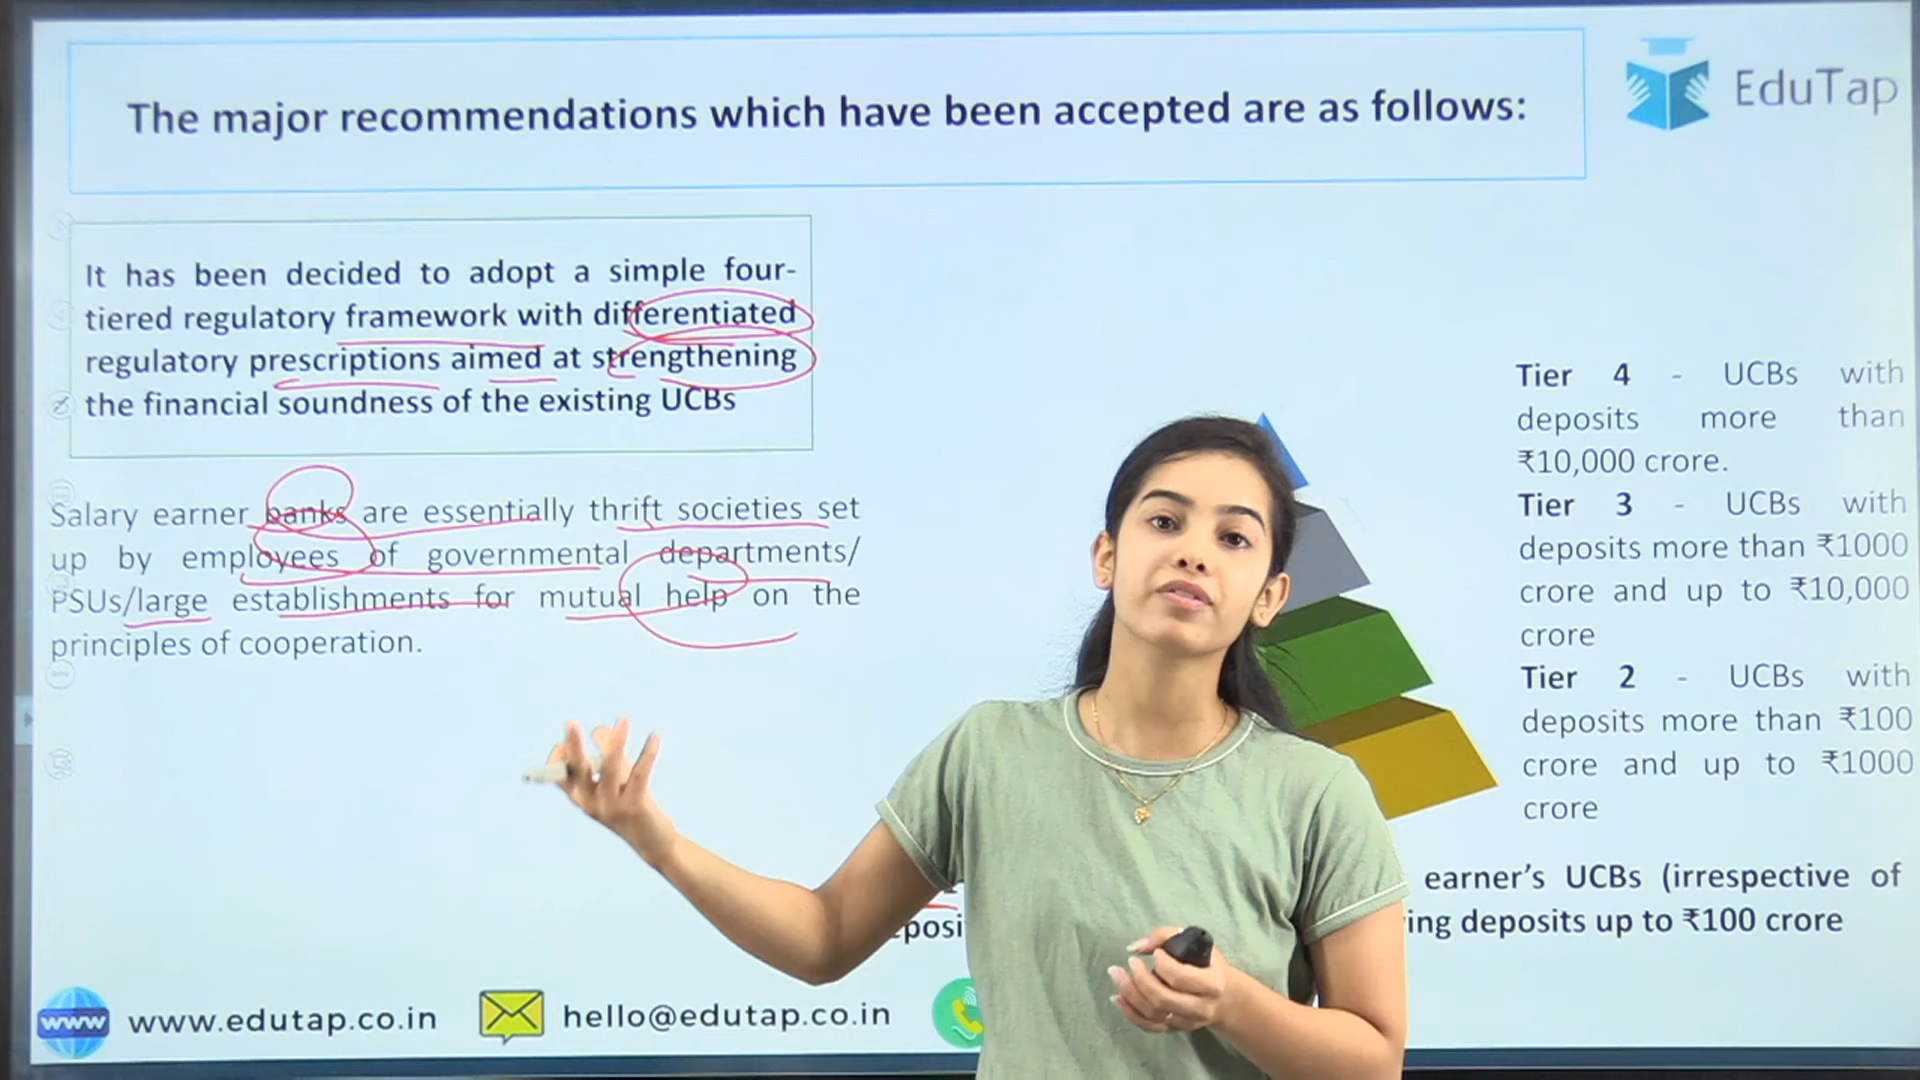 The major recommendations which have been accepted are as follows:
EduTap
It has been decided to adopt a simple four-
tiered regulatory framework with differentiated
regulatory prescriptions aimed at strengthening
the financial soundness of the existing UCBs
Salary earner banks are essentially thrift societies set
up by employees of governmental departments/
PSUs/large establishments for mutual help on the
principles of cooperation.
Tier 4 - UCBs with
deposits more than
₹10,000 crore.
Tier 3 - UCBs with
deposits more than ₹1000
crore and up to ₹10,000
crore
Tier 2 - UCBs with
deposits more than ₹100
crore and up to ₹1000
crore
earner's UCBs (irrespective of
ing deposits up to ₹100 crore
www www.edutap.co.in
hello@edutap.co.in